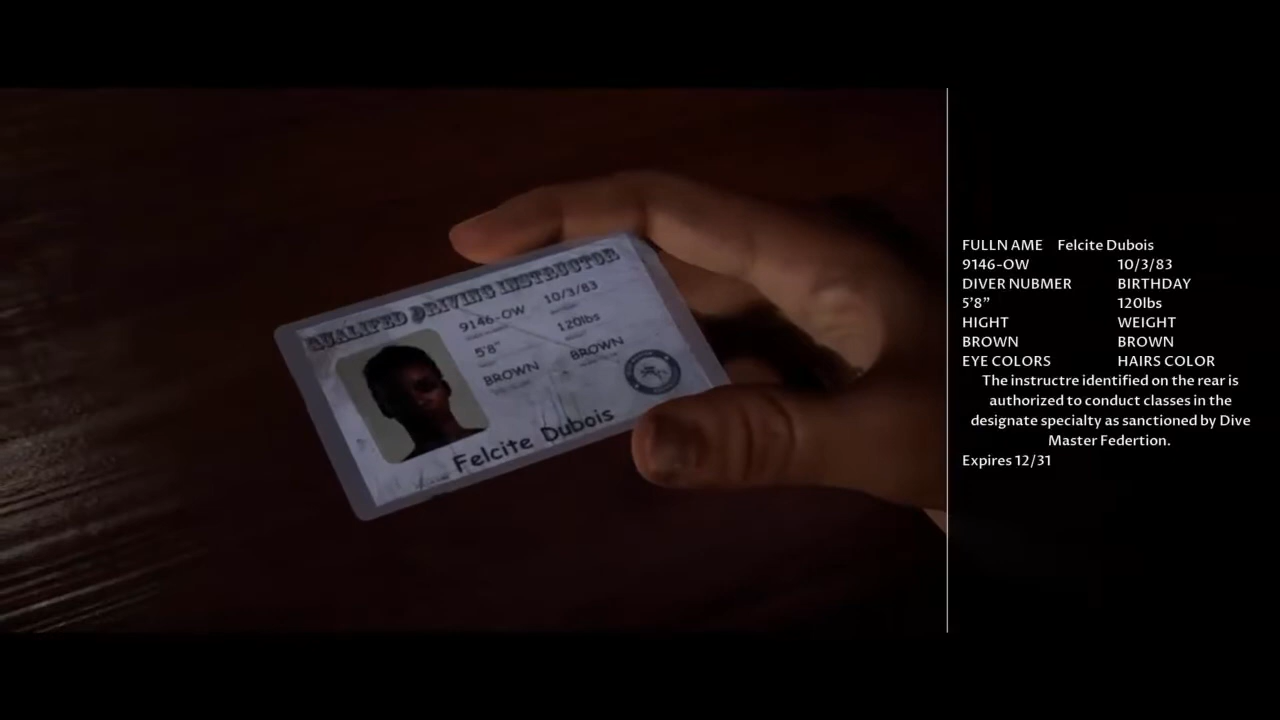 QUALIFED DRIVING INSTRUCTOR
9146-OW 10/3/83
5'8" 120lbs
BROWN BROWN
Felcite Dubois
FULLN AME Felcite Dubois
9146-OW 10/3/83
DIVER NUBMER BIRTHDAY
5'8” 120lbs
HIGHT WEIGHT
BROWN BROWN
EYE COLORS HAIRS COLOR
The instructre identified on the rear is
authorized to conduct classes in the
designate specialty as sanctioned by Dive
Master Federtion.
Expires 12/31